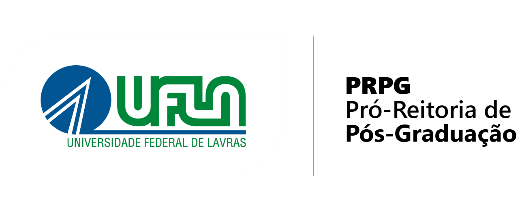 UFLA
UNIVERSIDADE FEDERAL DE LAVRAS
PRPG
Pró-Reitoria de
Pós-Graduação